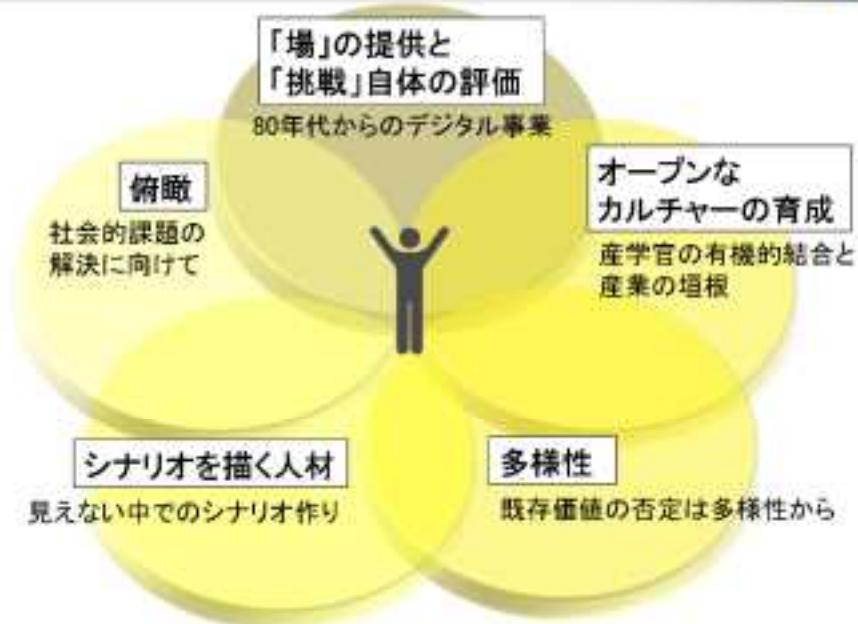 「場」の提供と
「挑戦」自体の評価
80年代からのデジタル事業
俯瞰
社会的課題の
解決に向けて
オープンな
カルチャーの育成
産学官の有機的結合と
産業の垣根
シナリオを描く人材
見えない中でのシナリオ作り
多様性
既存価値の否定は多様性から